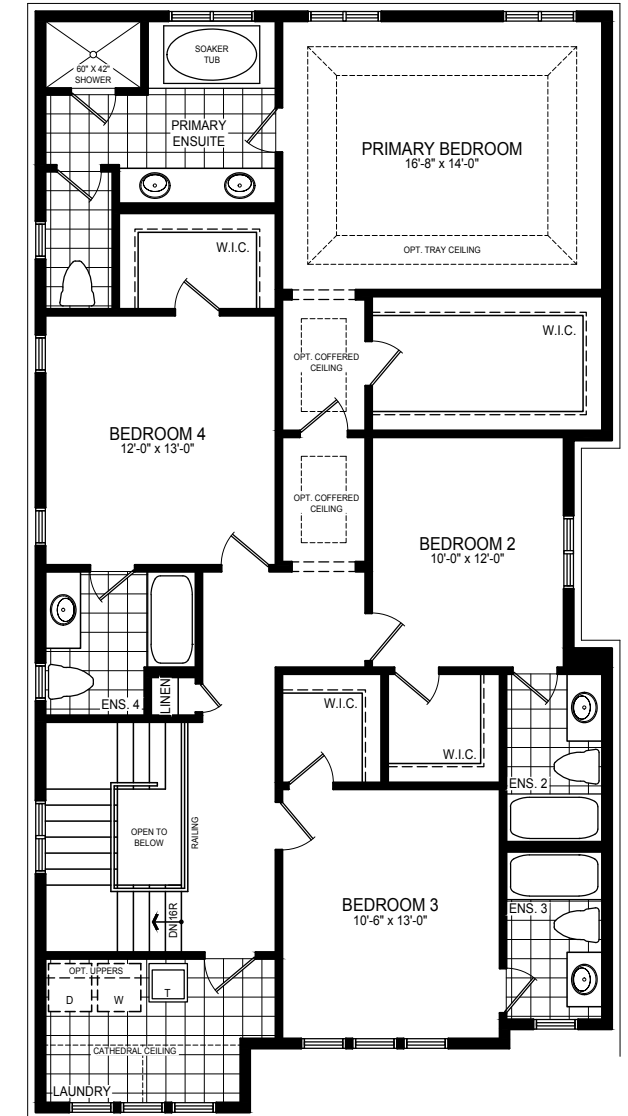 SOAKER
TUB
60" X 42"
SHOWER
PRIMARY
ENSUITE
PRIMARY BEDROOM
16'-8" x 14'-0"
OPT. TRAY CEILING
W.I.C.
W.I.C.
OPT. COFFERED
CEILING
BEDROOM 4
12'-0" x 13'-0"
OPT. COFFERED
CEILING
BEDROOM 2
10'-0" x 12'-0"
ENS. 4
LINEN
W.I.C.
W.I.C.
ENS. 2
OPEN TO
BELOW
RAILING
BEDROOM 3
10'-6" x 13'-0"
ENS. 3
DN 16R
OPT. UPPERS
D
W
T
CATHEDRAL CEILING
LAUNDRY